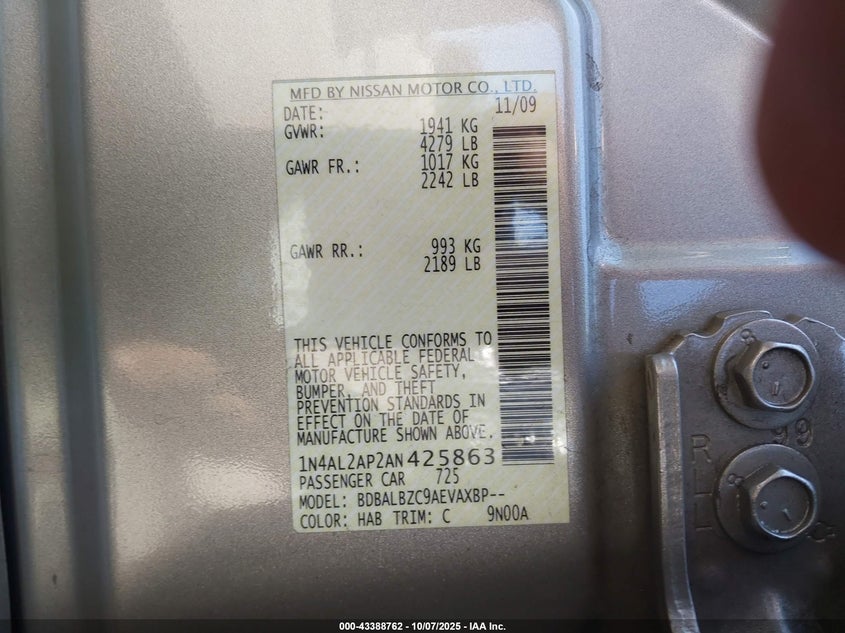 MFD BY NISSAN MOTOR CO., LTD.
DATE: 11/09
GVWR: 1941 KG
4279 LB
GAWR FR.: 1017 KG
2242 LB
GAWR RR.: 993 KG
2189 LB
THIS VEHICLE CONFORMS TO
ALL APPLICABLE FEDERAL
MOTOR VEHICLE SAFETY,
BUMPER, AND THEFT
PREVENTION STANDARDS IN
EFFECT ON THE DATE OF
MANUFACTURE SHOWN ABOVE.
1N4AL2AP2AN425863
PASSENGER CAR 725
MODEL: BDBALBZC9AEVAXBP--
COLOR: HAB TRIM: C 9N00A
000-43388762 - 10/07/2025 - IAA Inc.